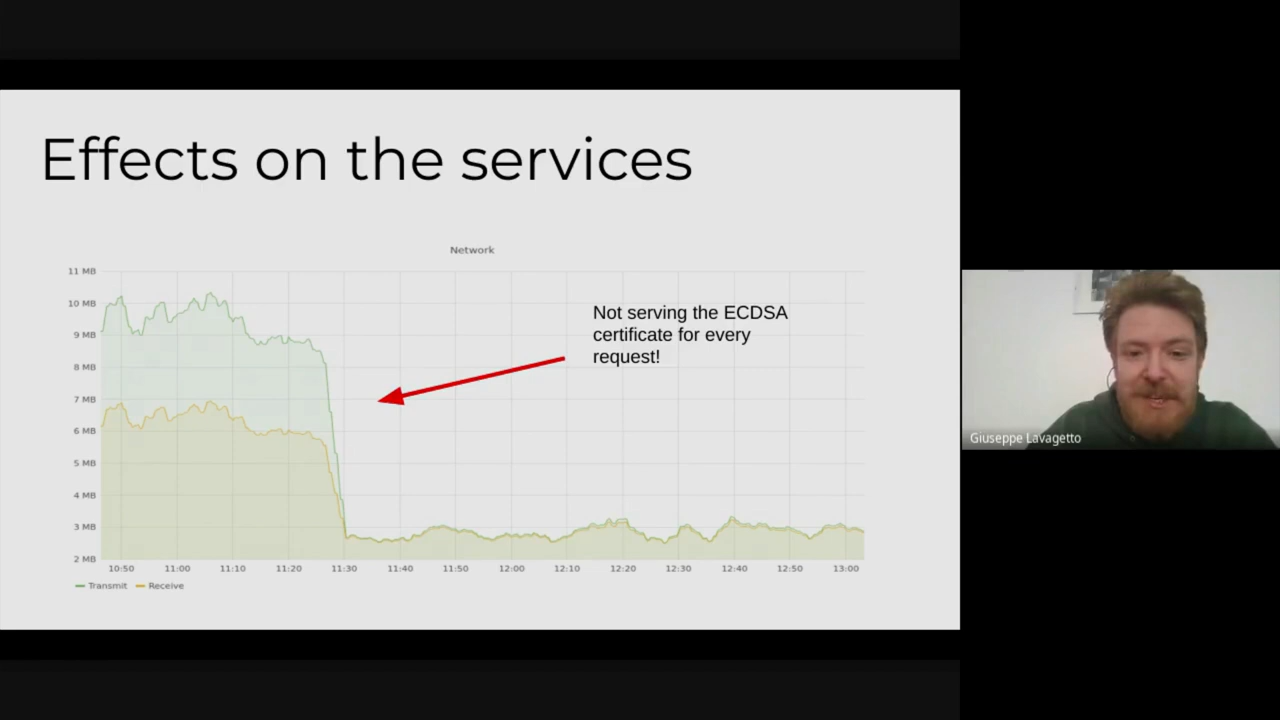 Effects on the services
Network
11 MB
10 MB
9 MB
8 MB
7 MB
6 MB
5 MB
4 MB
3 MB
2 MB
Not serving the ECDSA
certificate for every
request!
10:50 11:00 11:10 11:20 11:30 11:40 11:50 12:00 12:10 12:20 12:30 12:40 12:50 13:00
Transmit Receive
Giuseppe Lavagetto